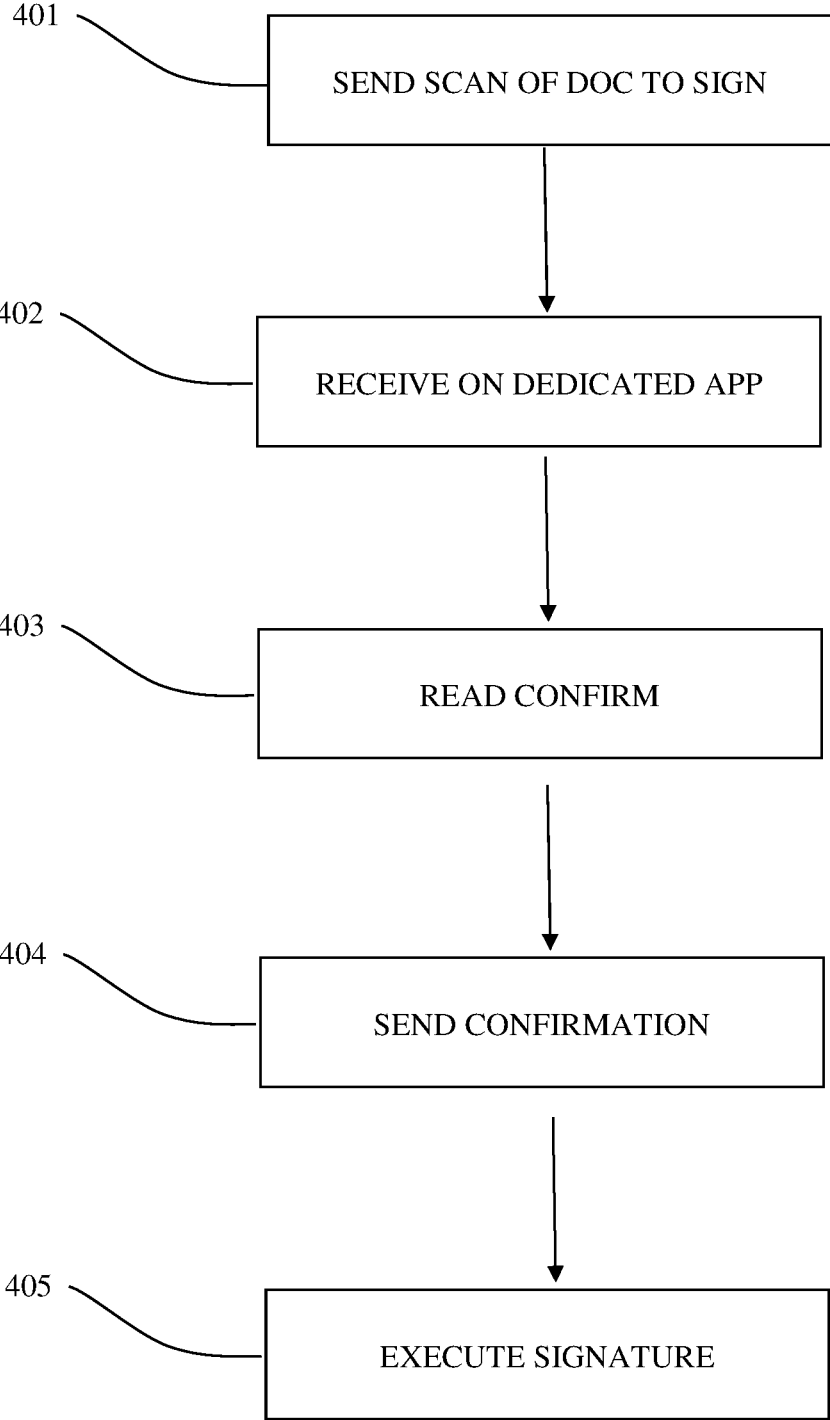 401
SEND SCAN OF DOC TO SIGN
402
RECEIVE ON DEDICATED APP
403
READ CONFIRM
404
SEND CONFIRMATION
405
EXECUTE SIGNATURE